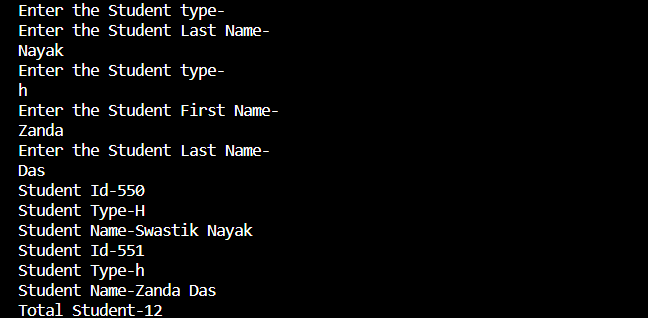 Enter the Student type-
Enter the Student Last Name-
Nayak
Enter the Student type-
h
Enter the Student First Name-
Zanda
Enter the Student Last Name-
Das
Student Id-550
Student Type-H
Student Name-Swastik Nayak
Student Id-551
Student Type-h
Student Name-Zanda Das
Total Student-12